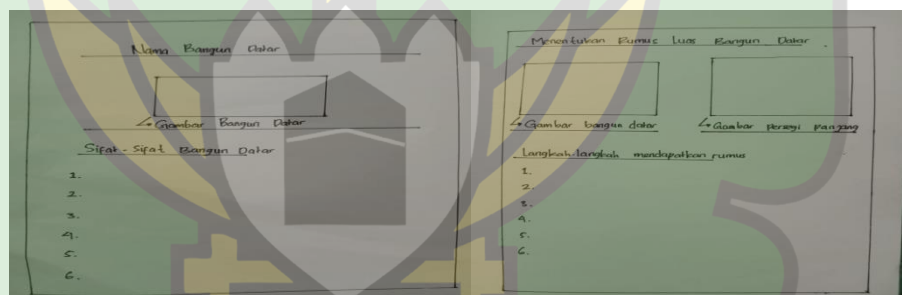 Nama Bangun Datar
Gambar Bangun Datar
Sifat-Sifat Bangun Datar
1.
2.
3.
4.
5.
6.
Menentukan Rumus Luas Bangun Datar
Gambar bangun datar
Gambar persegi panjang
Langkah-langkah mendapatkan rumus
1.
2.
3.
4.
5.
6.